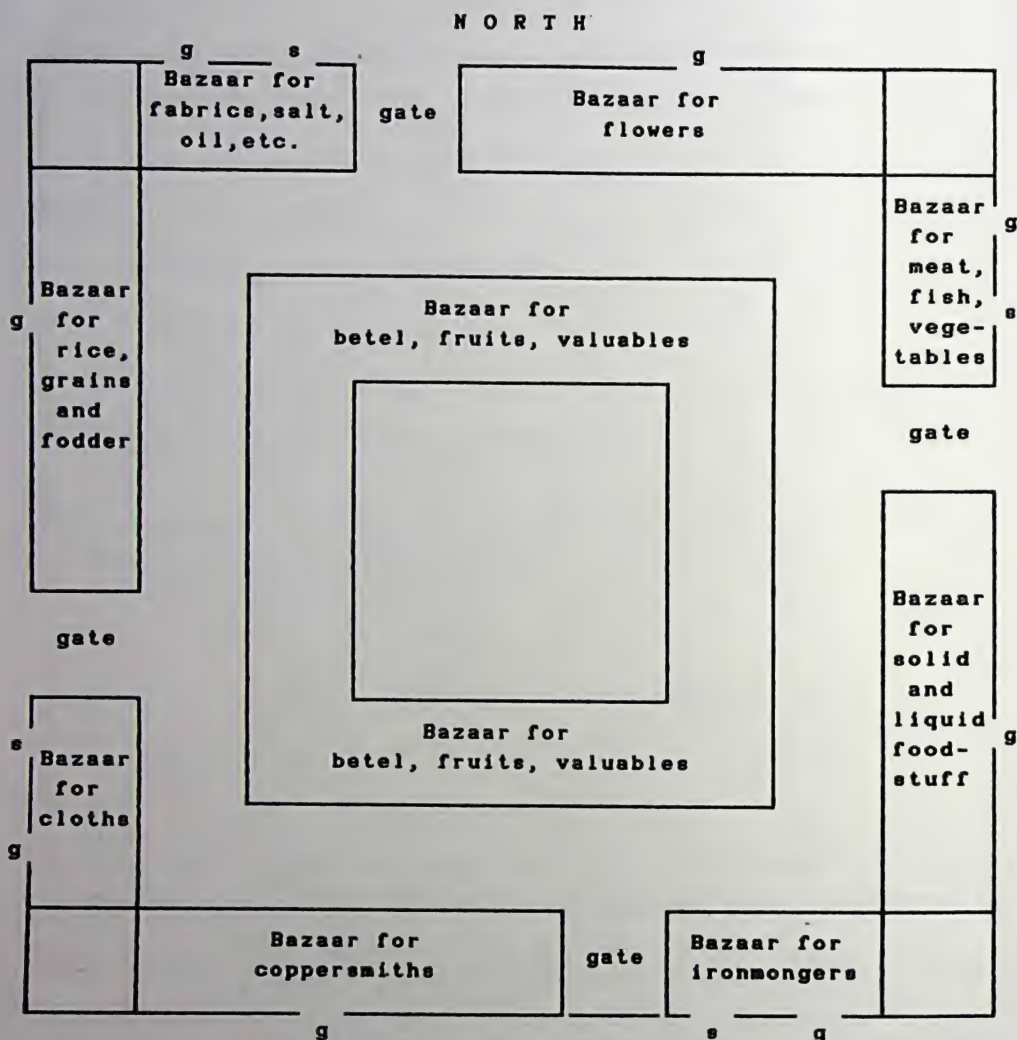 N O R T H
g s g
Bazaar for
fabrics,salt,
oil,etc.
gate
Bazaar for
flowers
Bazaar
for
meat,
fish,
vege-
tables
g
s
Bazaar
for
rice,
grains
and
fodder
g
Bazaar for
betel, fruits, valuables
gate
gate
Bazaar
for
solid
and
liquid
food-
stuff
g
Bazaar for
betel, fruits, valuables
s
Bazaar
for
cloths
g
Bazaar for
coppersmiths
gate
Bazaar for
ironmongers
g s g